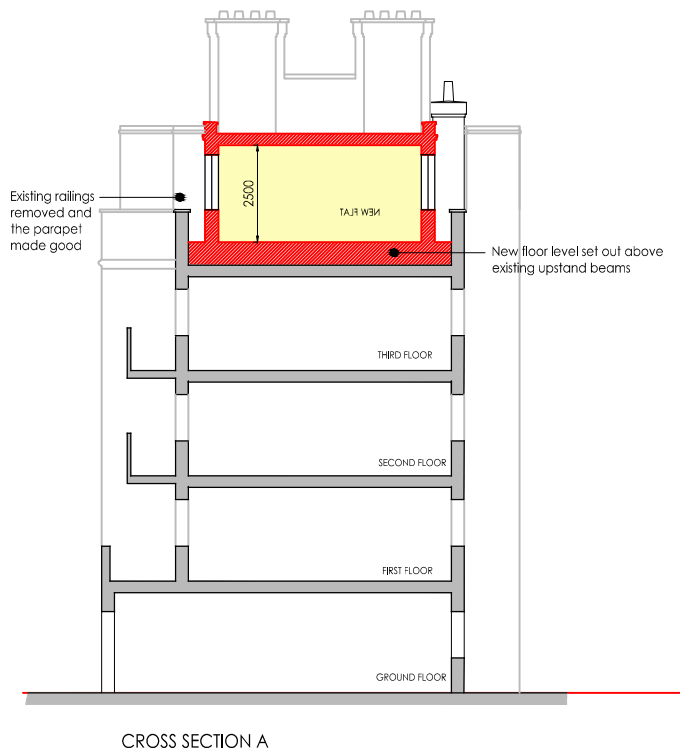 Existing railings
removed and
the parapet
made good
2500
NEW FLAT
New floor level set out above
existing upstand beams
THIRD FLOOR
SECOND FLOOR
FIRST FLOOR
GROUND FLOOR
CROSS SECTION A